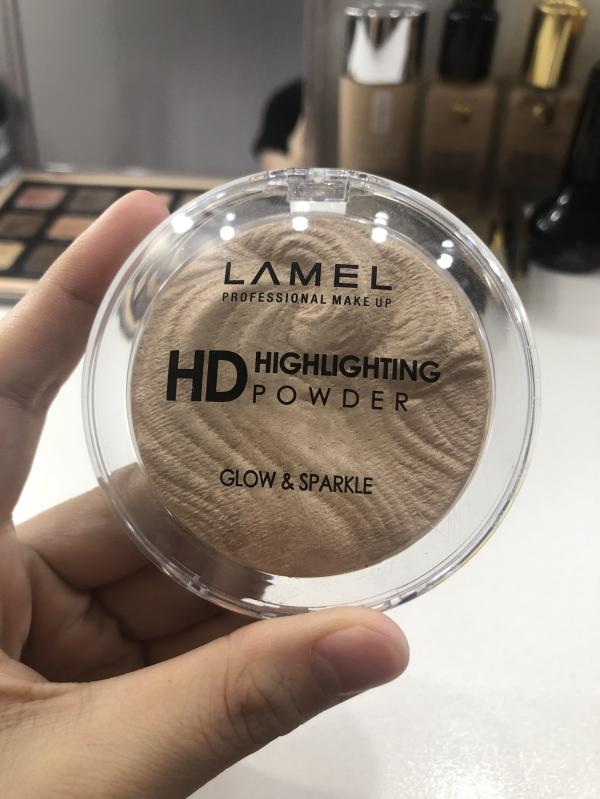 LAMEL
PROFESSIONAL MAKE UP
HD HIGHLIGHTING
POWDER
GLOW & SPARKLE